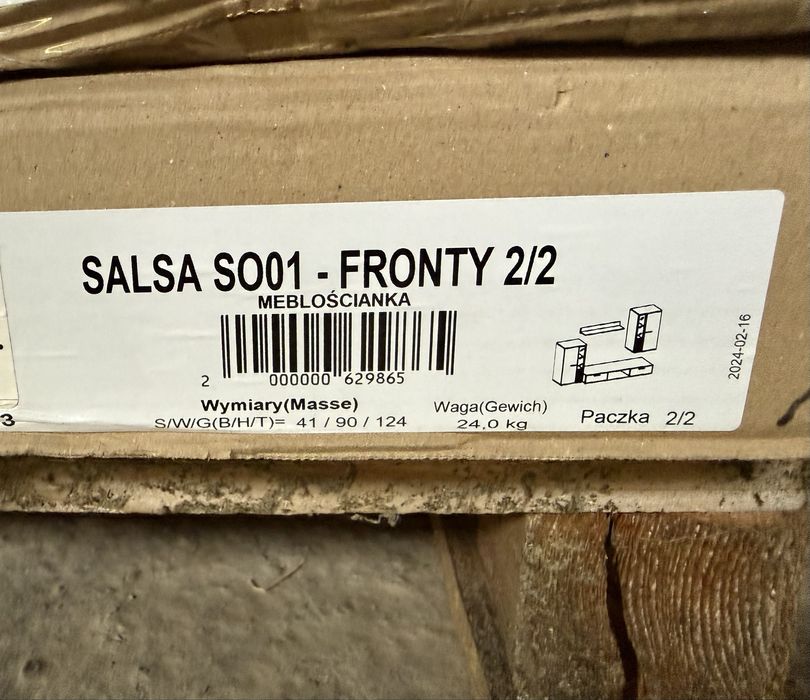 SALSA SO01 - FRONTY 2/2
MEBLOŚCIANKA
2 000000 629865
Wymiary(Masse)
S/W/G(B/H/T)= 41 / 90 / 124
Waga(Gewich)
24,0 kg
Paczka 2/2
2024-02-16
3